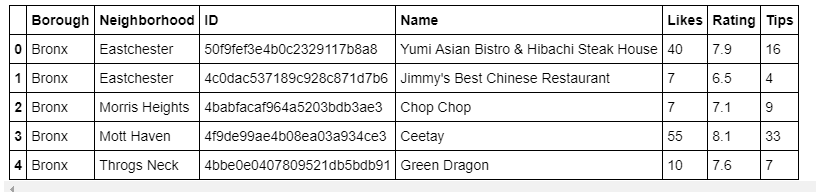 Borough Neighborhood ID Name Likes Rating Tips
0 Bronx Eastchester 50f9fef3e4b0c2329117b8a8 Yumi Asian Bistro & Hibachi Steak House 40 7.9 16
1 Bronx Eastchester 4c0dac537189c928c871d7b6 Jimmy's Best Chinese Restaurant 7 6.5 4
2 Bronx Morris Heights 4babfacaf964a5203bdb3ae3 Chop Chop 7 7.1 9
3 Bronx Mott Haven 4f9de99ae4b08ea03a934ce3 Ceetay 55 8.1 33
4 Bronx Throgs Neck 4bbe0e0407809521db5bdb91 Green Dragon 10 7.6 7